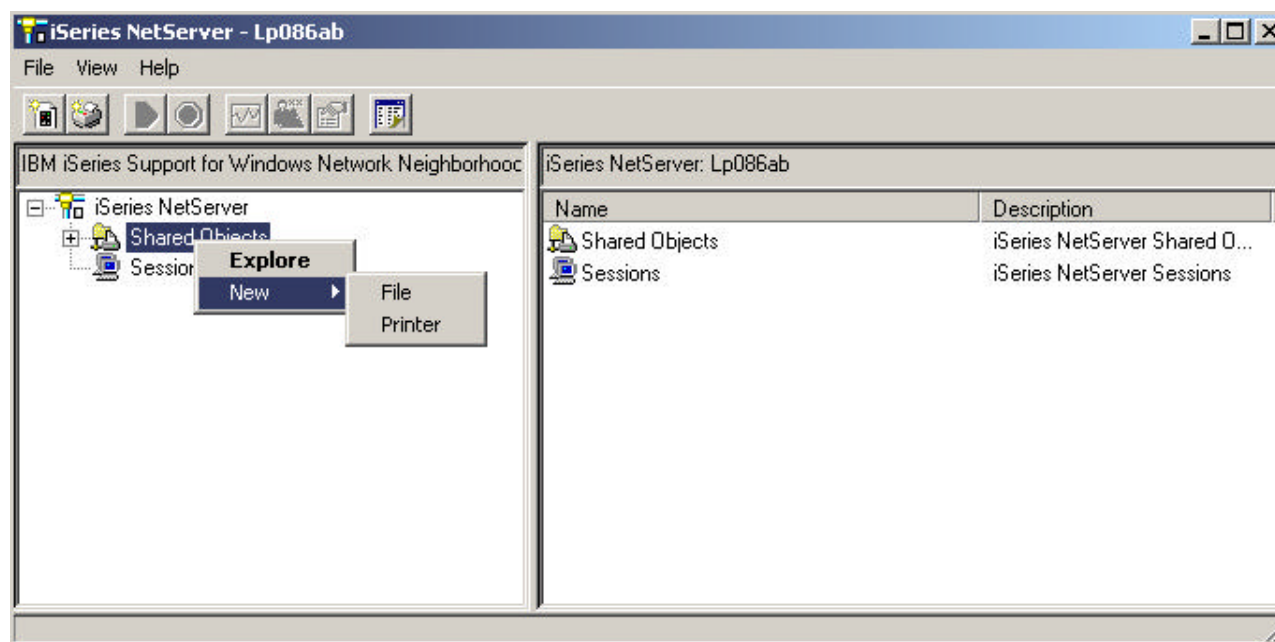 iSeries NetServer - Lp086ab
File View Help
IBM iSeries Support for Windows Network Neighborhood
iSeries NetServer: Lp086ab
iSeries NetServer
Shared Objects
Session
Explore
New
File
Printer
Name Description
Shared Objects iSeries NetServer Shared O...
Sessions iSeries NetServer Sessions